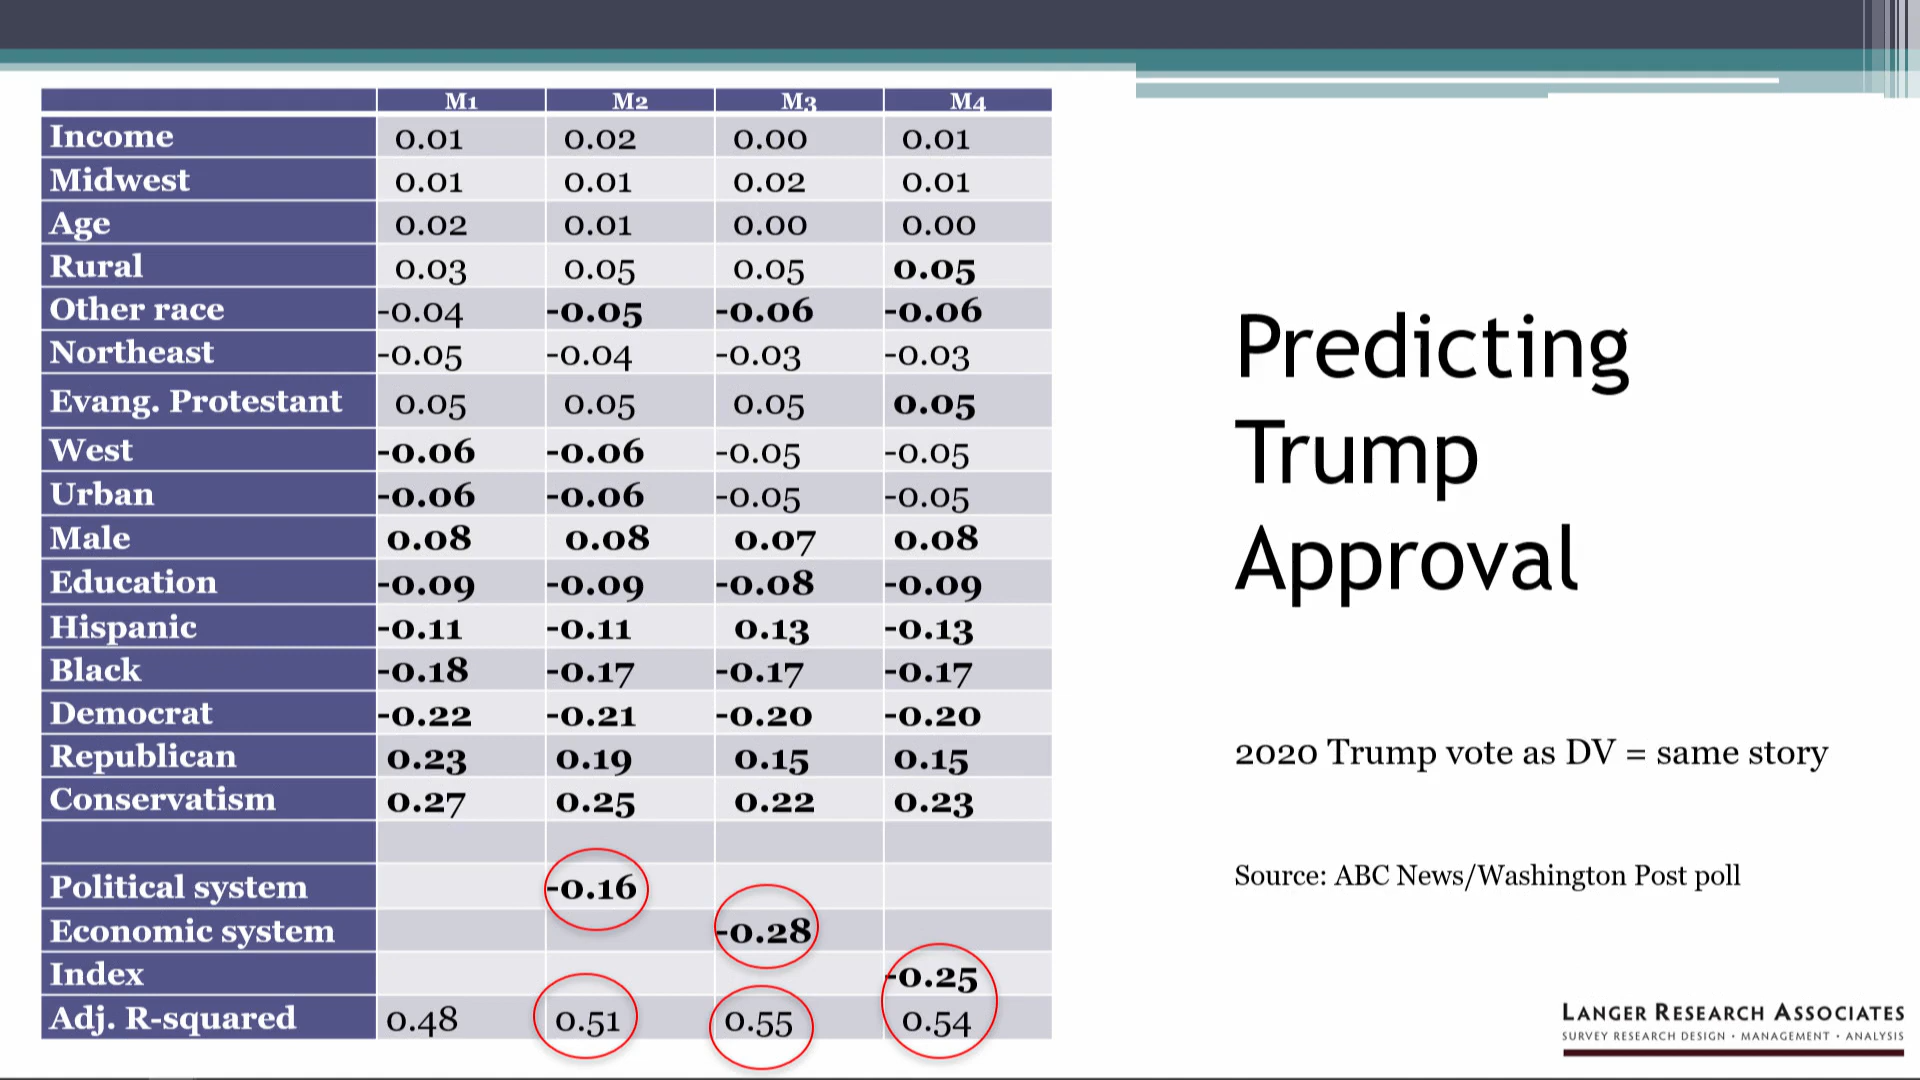 M1 M2 M3 M4
Income 0.01 0.02 0.00 0.01
Midwest 0.01 0.01 0.02 0.01
Age 0.02 0.01 0.00 0.00
Rural 0.03 0.05 0.05 0.05
Other race -0.04 -0.05 -0.06 -0.06
Northeast -0.05 -0.04 -0.03 -0.03
Evang. Protestant 0.05 0.05 0.05 0.05
West -0.06 -0.06 -0.05 -0.05
Urban -0.06 -0.06 -0.05 -0.05
Male 0.08 0.08 0.07 0.08
Education -0.09 -0.09 -0.08 -0.09
Hispanic -0.11 -0.11 0.13 -0.13
Black -0.18 -0.17 -0.17 -0.17
Democrat -0.22 -0.21 -0.20 -0.20
Republican 0.23 0.19 0.15 0.15
Conservatism 0.27 0.25 0.22 0.23
Political system -0.16
Economic system -0.28
Index -0.25
Adj. R-squared 0.48 0.51 0.55 0.54
Predicting
Trump
Approval
2020 Trump vote as DV = same story
Source: ABC News/Washington Post poll
LANGER RESEARCH ASSOCIATES
SURVEY RESEARCH DESIGN · MANAGEMENT · ANALYSIS